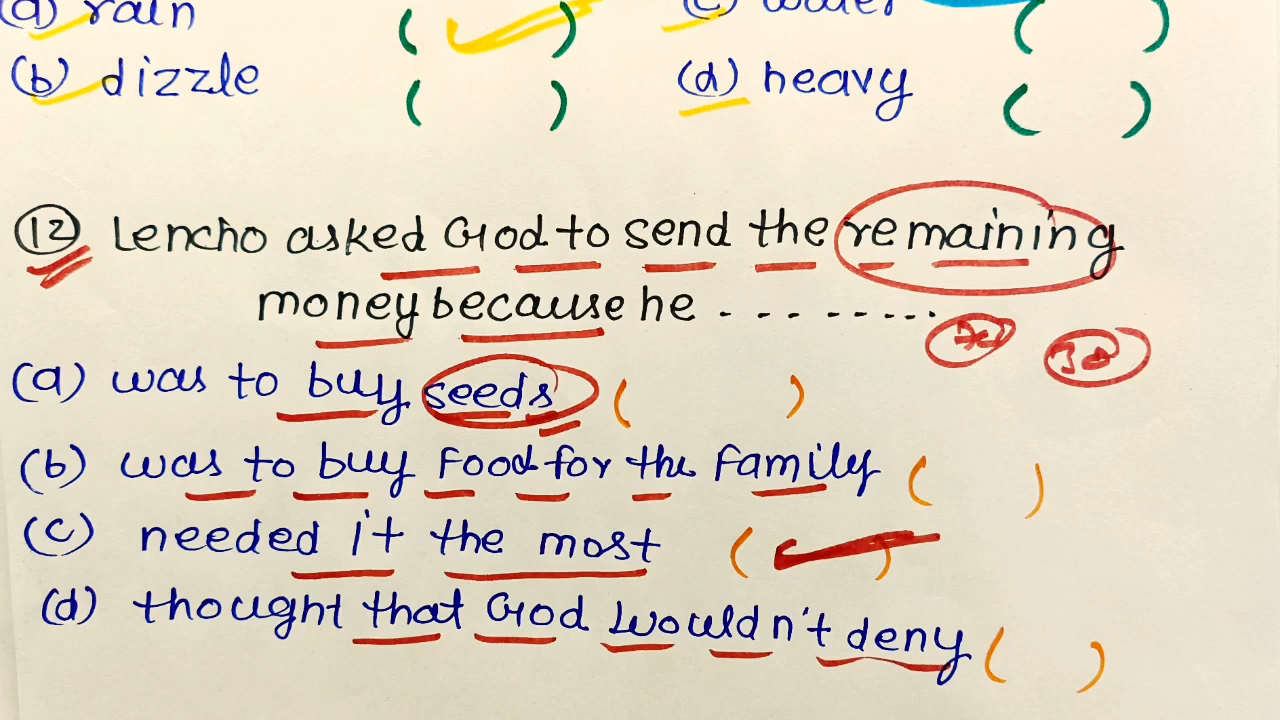 (a) rain ( ) (c) water ( )
(b) dizzle ( ) (d) heavy ( )
(12) Lencho asked God to send the remaining
money because he . . . . . . . . .
(a) was to buy seeds ( )
(b) was to buy Food for the Family ( )
(c) needed it the most ( )
(d) thought that God wouldn't deny ( )